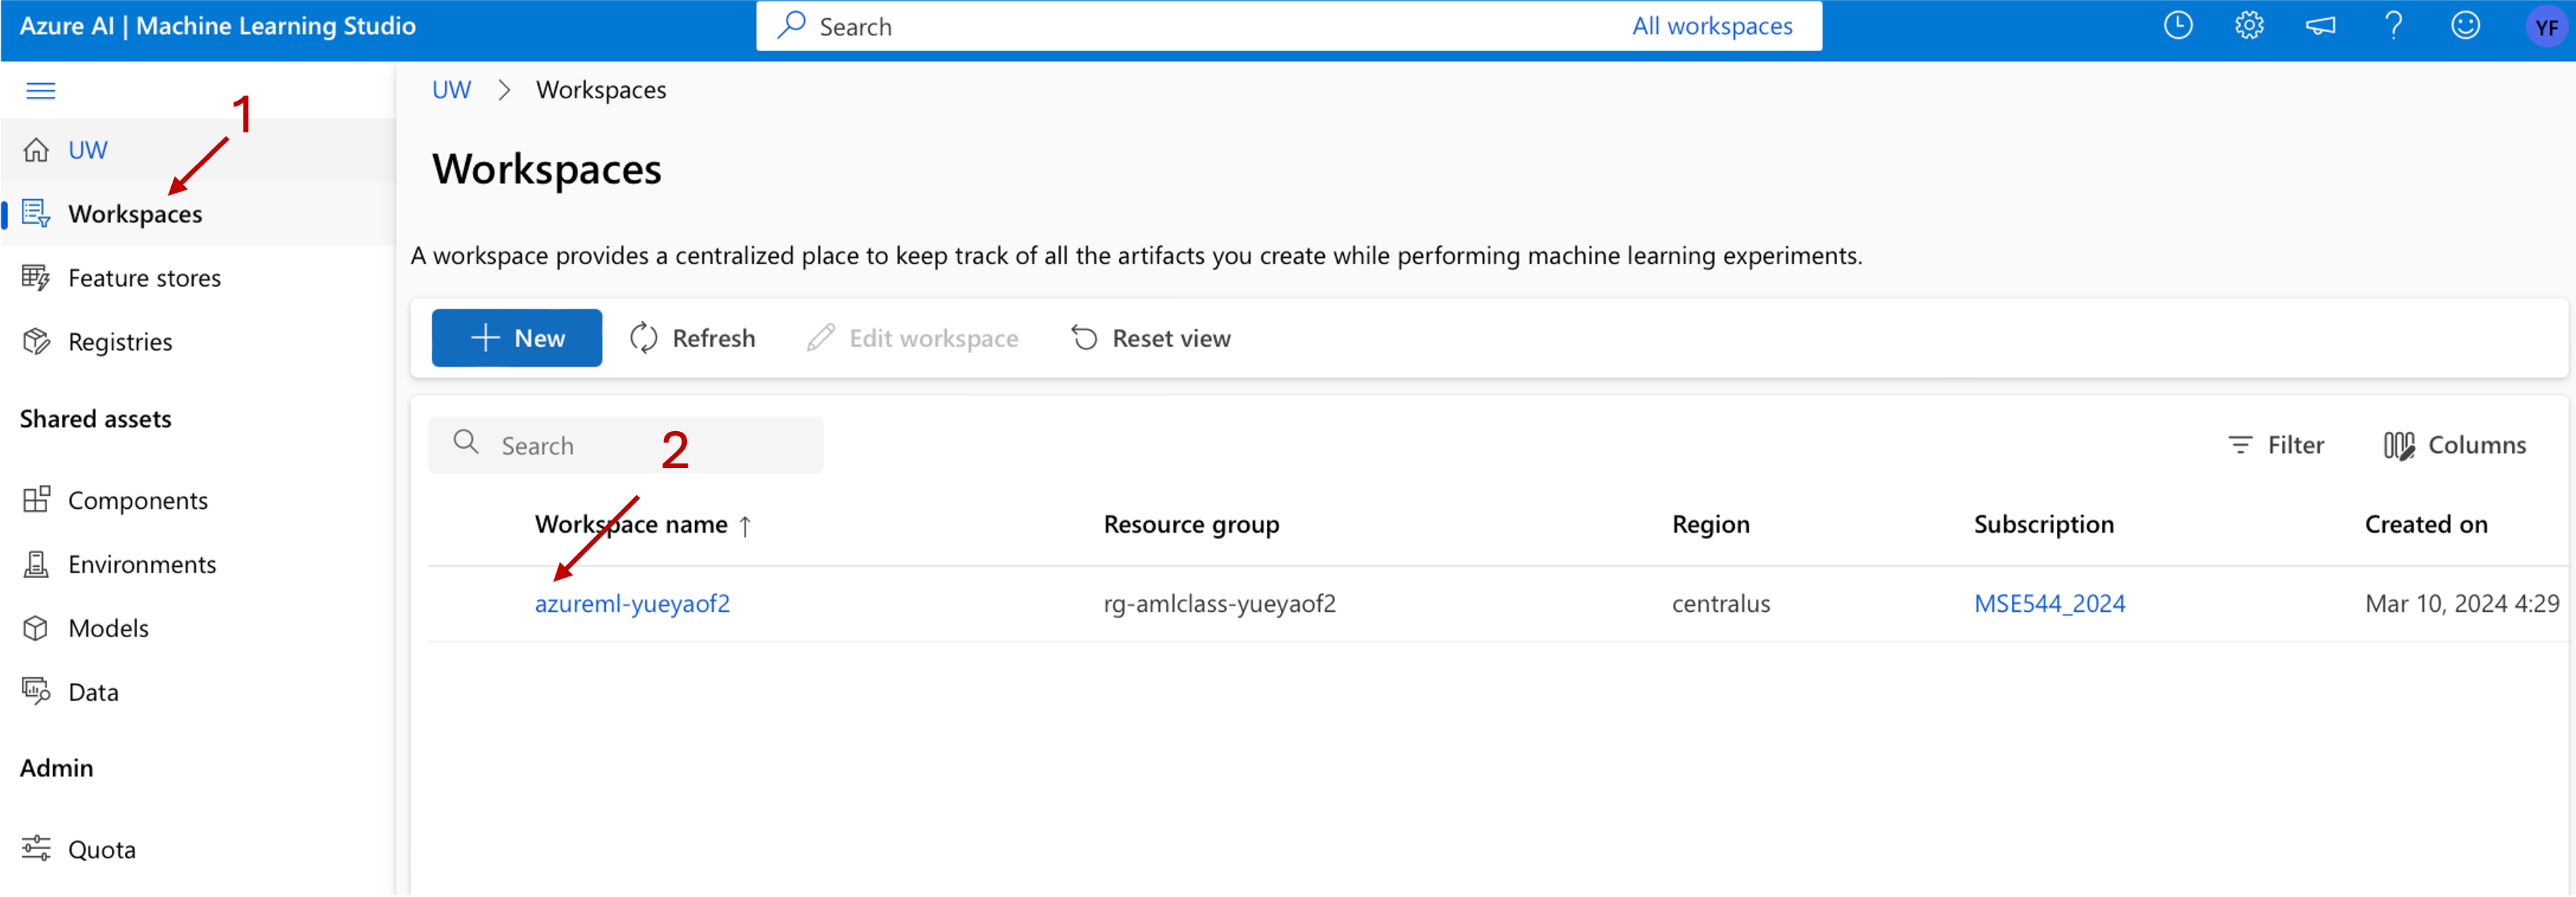 Azure AI | Machine Learning Studio
Search
All workspaces
YF
UW
Workspaces
Feature stores
Registries
Shared assets
Components
Environments
Models
Data
Admin
Quota
1
UW > Workspaces
Workspaces
A workspace provides a centralized place to keep track of all the artifacts you create while performing machine learning experiments.
New Refresh Edit workspace Reset view
Search
2
Filter Columns
Workspace name ↑ Resource group Region Subscription Created on
azureml-yueyaof2 rg-amlclass-yueyaof2 centralus MSE544_2024 Mar 10, 2024 4:29